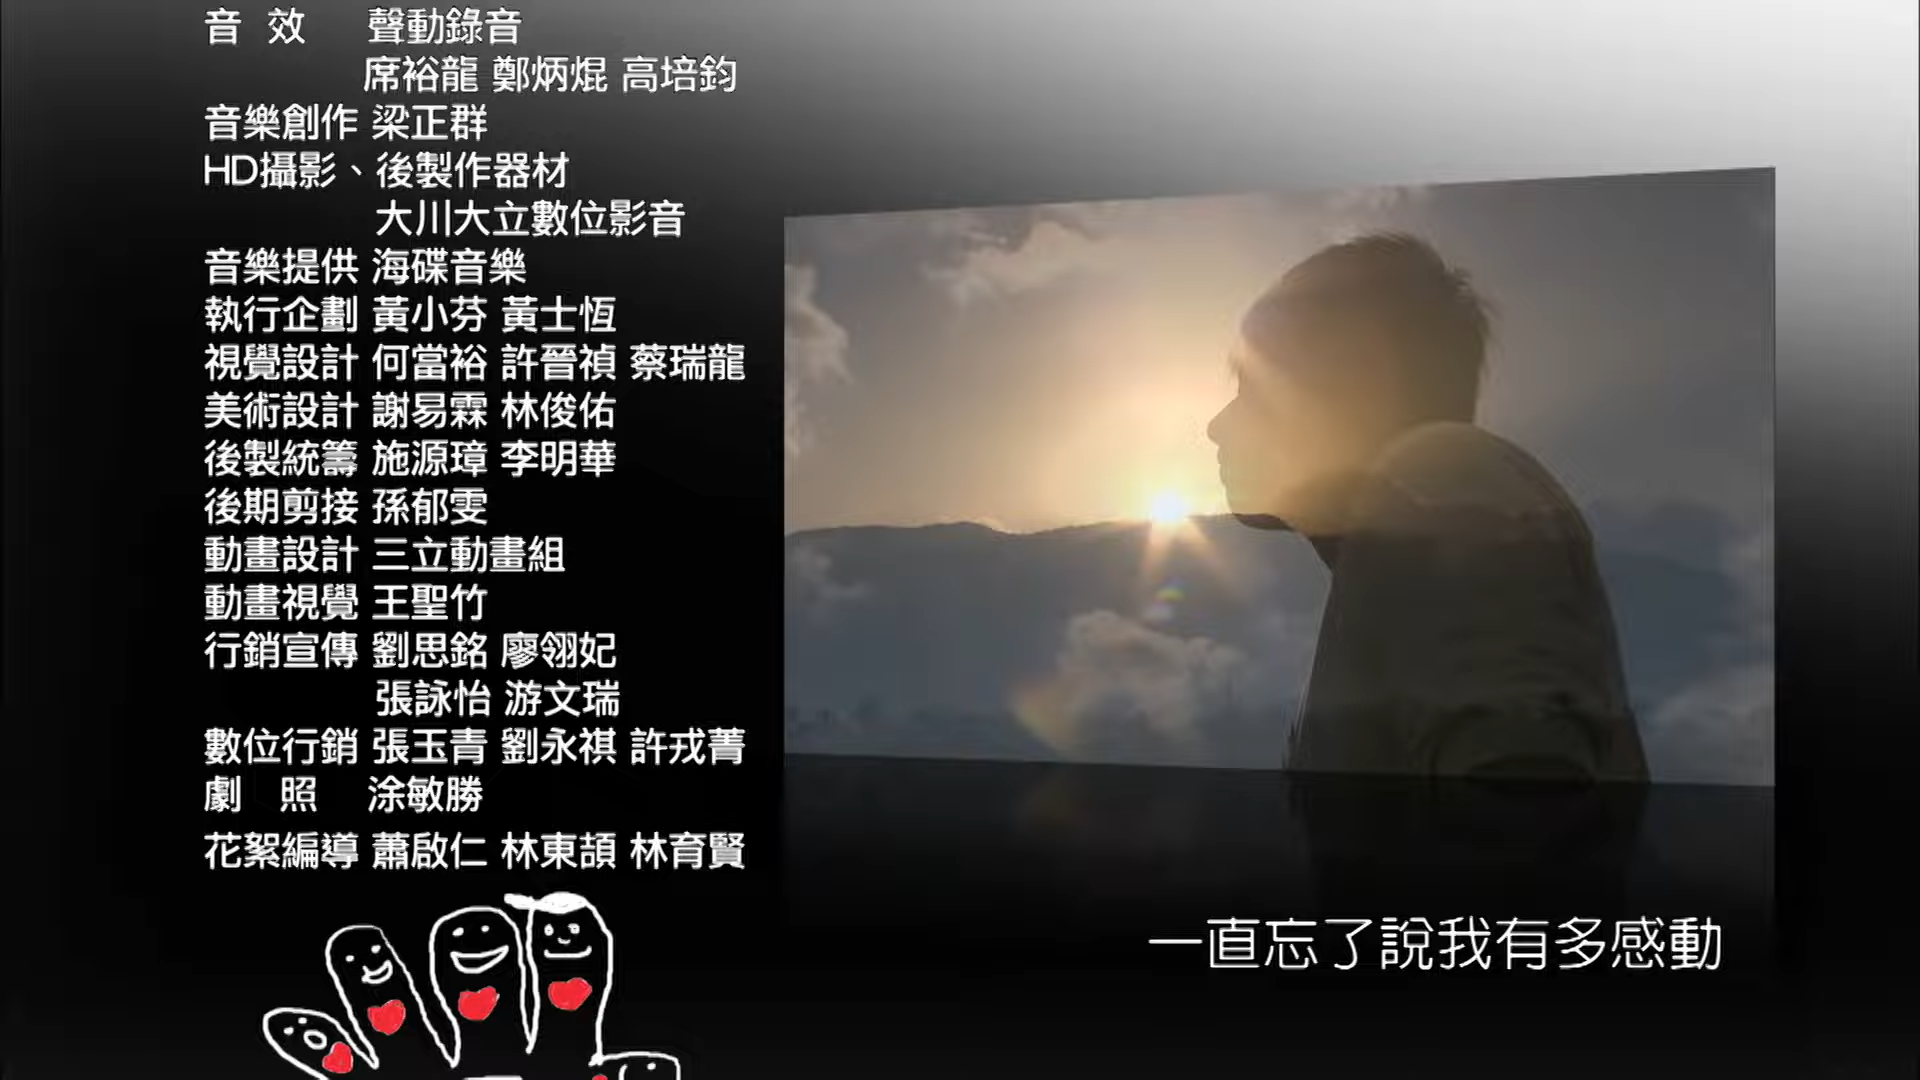 音 效 聲動錄音
席裕龍 鄭炳焜 高培鈞
音樂創作 梁正群
HD攝影、後製作器材
大川大立數位影音
音樂提供 海碟音樂
執行企劃 黃小芬 黃士恆
視覺設計 何當裕 許晉禎 蔡瑞龍
美術設計 謝易霖 林俊佑
後製統籌 施源璋 李明華
後期剪接 孫郁雯
動畫設計 三立動畫組
動畫視覺 王聖竹
行銷宣傳 劉思銘 廖翎妃
張詠怡 游文瑞
數位行銷 張玉青 劉永祺 許戎菁
劇 照 涂敏勝
花絮編導 蕭啟仁 林東頡 林育賢
一直忘了說我有多感動